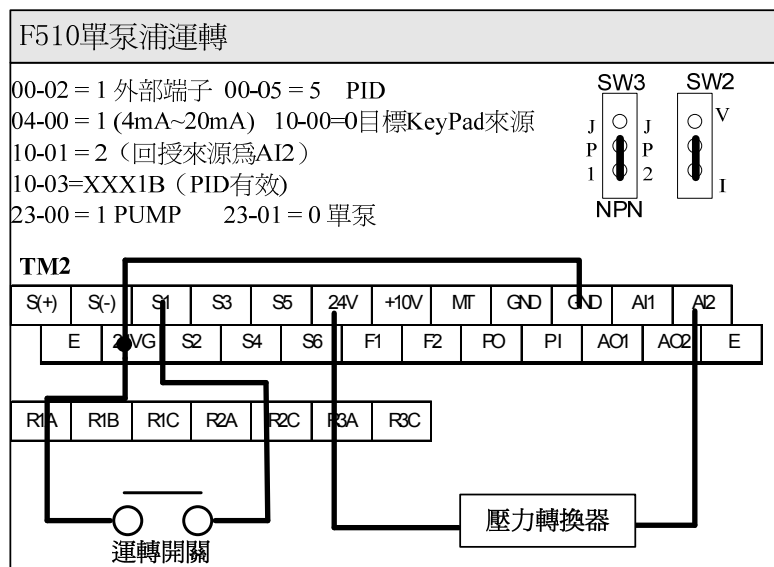 F510單泵浦運轉
00-02 = 1 外部端子 00-05 = 5 PID
04-00 = 1 (4mA~20mA) 10-00=0目標KeyPad來源
10-01 = 2（回授來源爲AI2）
10-03=XXX1B（PID有效)
23-00 = 1 PUMP 23-01 = 0 單泵
SW3 SW2
J J V
P P
1 2 I
NPN
TM2
S(+) S(-) S1 S3 S5 24V +10V MT GND GND AI1 AI2
E 24VG S2 S4 S6 F1 F2 PO PI AO1 AO2 E
R1A R1B R1C R2A R2C R3A R3C
運轉開關
壓力轉換器